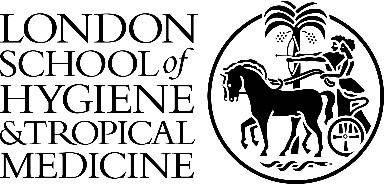 LONDON
SCHOOL of
HYGIENE
&TROPICAL
MEDICINE